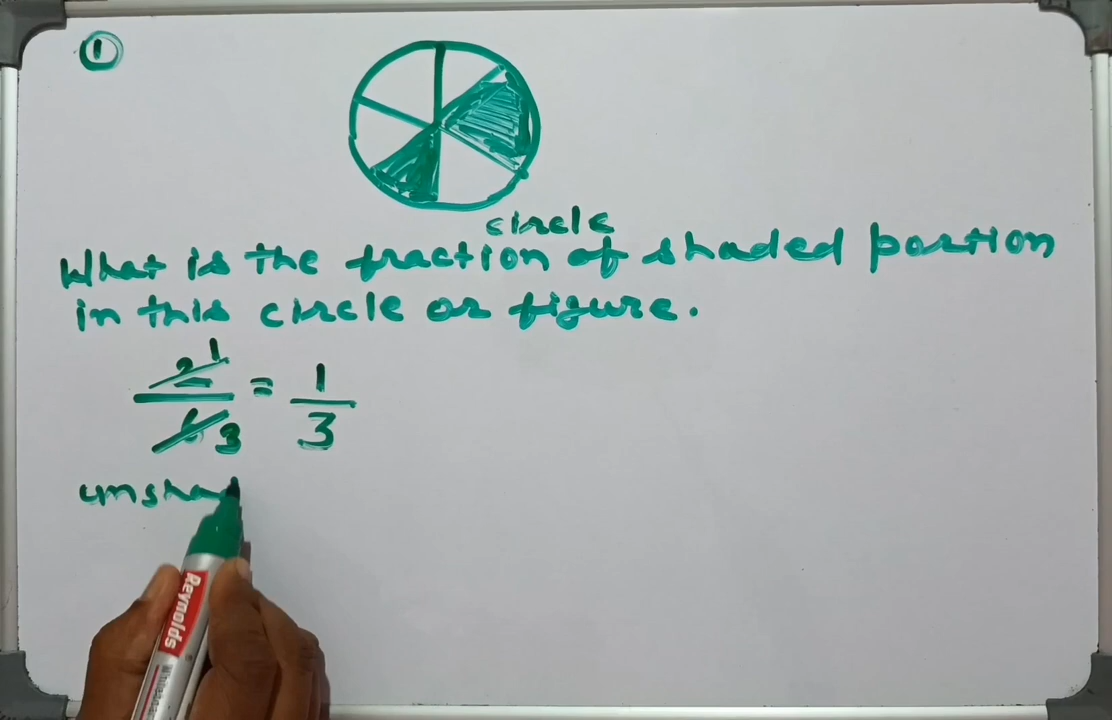 ①
circle
What is the fraction of shaded portion
in this circle or figure.
2 1 / 6 3 = 1 / 3
unsha
Reynolds